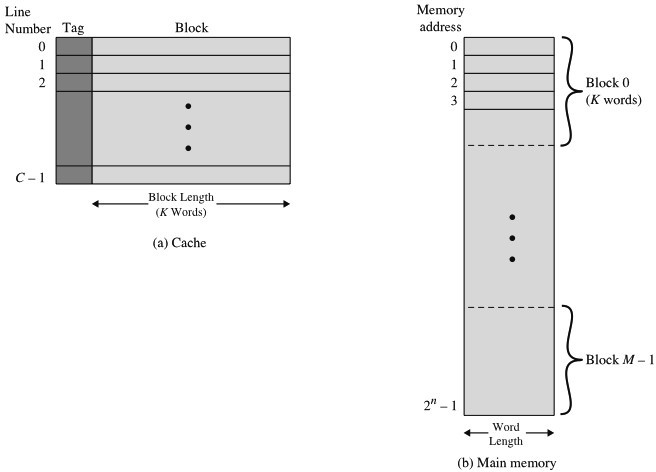 Line
Number Tag Block
0
1
2
C – 1
Block Length
(K Words)
(a) Cache
Memory
address
0
1
2
3
Block 0
(K words)
Block M – 1
2ⁿ – 1
Word
Length
(b) Main memory